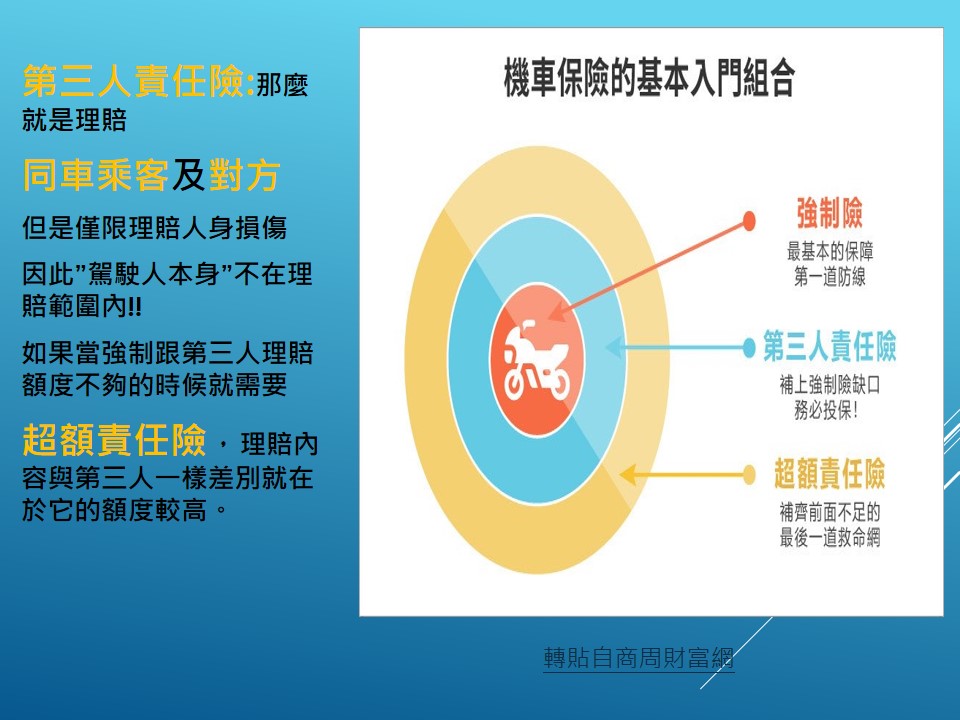 第三人責任險:那麼
就是理賠
同車乘客及對方
但是僅限理賠人身損傷
因此”駕駛人本身”不在理
賠範圍內!!
如果當強制跟第三人理賠
額度不夠的時候就需要
超額責任險，理賠內
容與第三人一樣差別就在
於它的額度較高。
機車保險的基本入門組合
強制險
最基本的保障
第一道防線
第三人責任險
補上強制險缺口
務必投保！
超額責任險
補齊前面不足的
最後一道救命網
轉貼自商周財富網